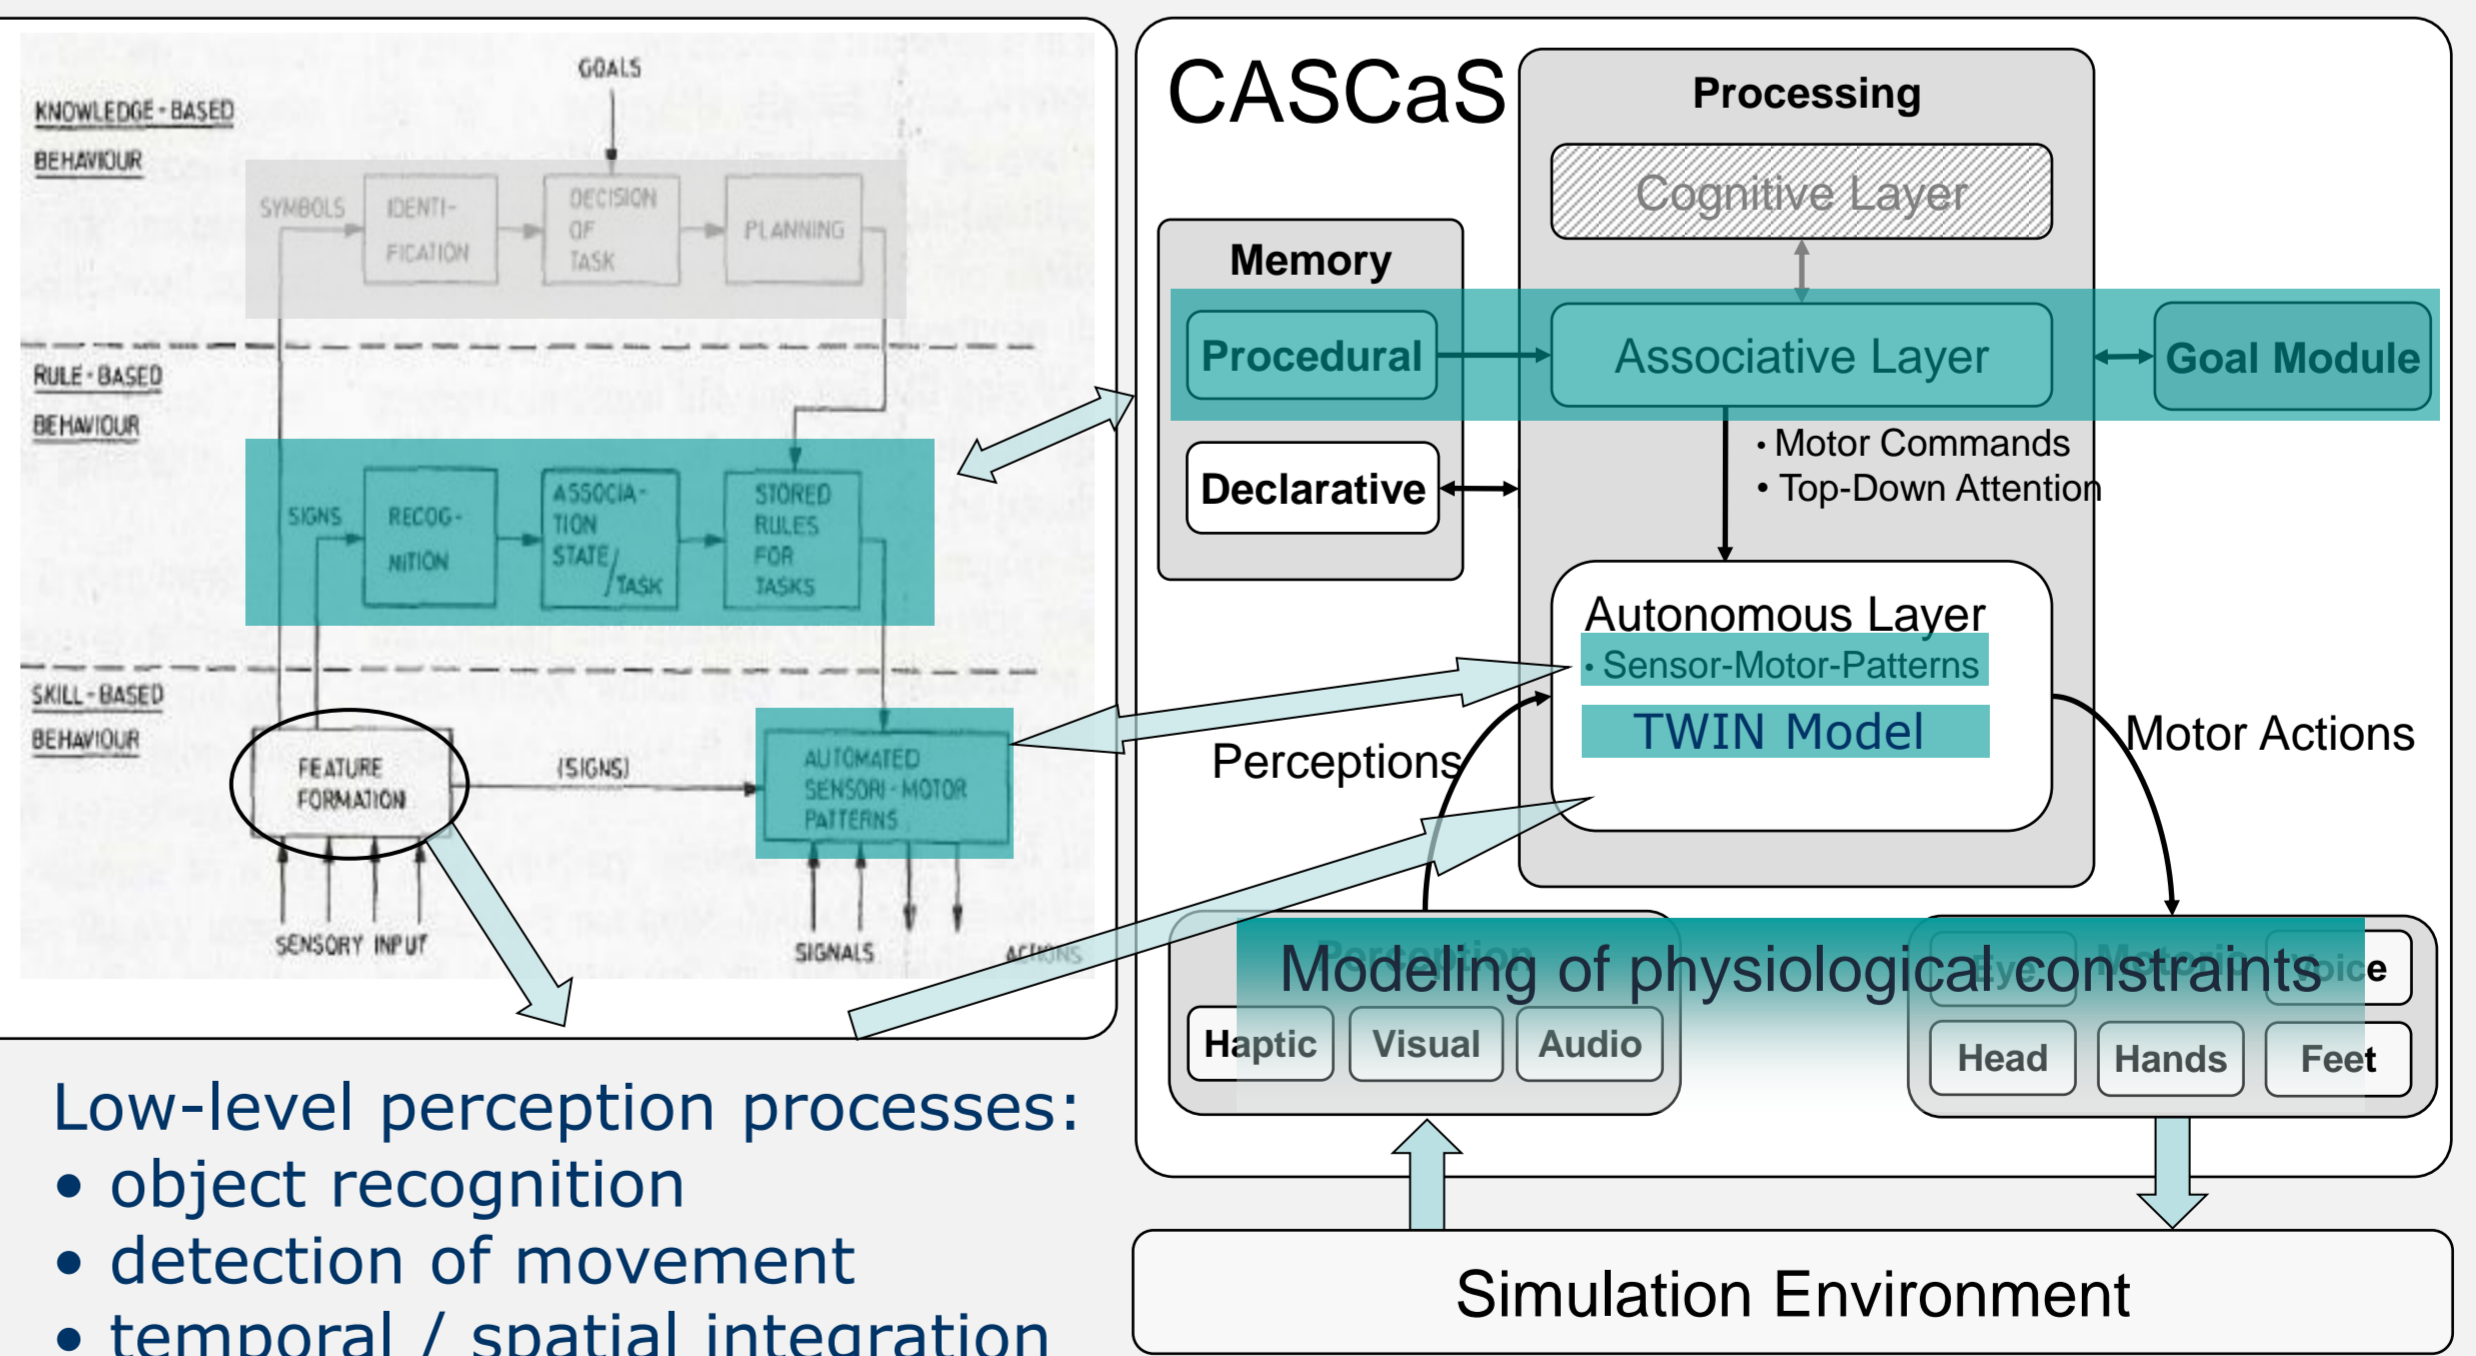 GOALS
KNOWLEDGE-BASED
BEHAVIOUR
SYMBOLS
IDENTI-
FICATION
DECISION
OF
TASK
PLANNING
RULE-BASED
BEHAVIOUR
SIGNS
RECOG-
NITION
ASSOCIA-
TION
STATE/
/TASK
STORED
RULES
FOR
TASKS
SKILL-BASED
BEHAVIOUR
FEATURE
FORMATION
(SIGNS)
AUTOMATED
SENSORI-MOTOR
PATTERNS
SENSORY INPUT
SIGNALS
ACTIONS
Low-level perception processes:
• object recognition
• detection of movement
• temporal / spatial integration
CASCaS
Processing
Cognitive Layer
Memory
Procedural
Associative Layer
Goal Module
Declarative
• Motor Commands
• Top-Down Attention
Autonomous Layer
• Sensor-Motor-Patterns
TWIN Model
Perceptions
Motor Actions
Perception
Modeling of physiological constraints
Eye
Motoric
Voice
Haptic
Visual
Audio
Head
Hands
Feet
Simulation Environment